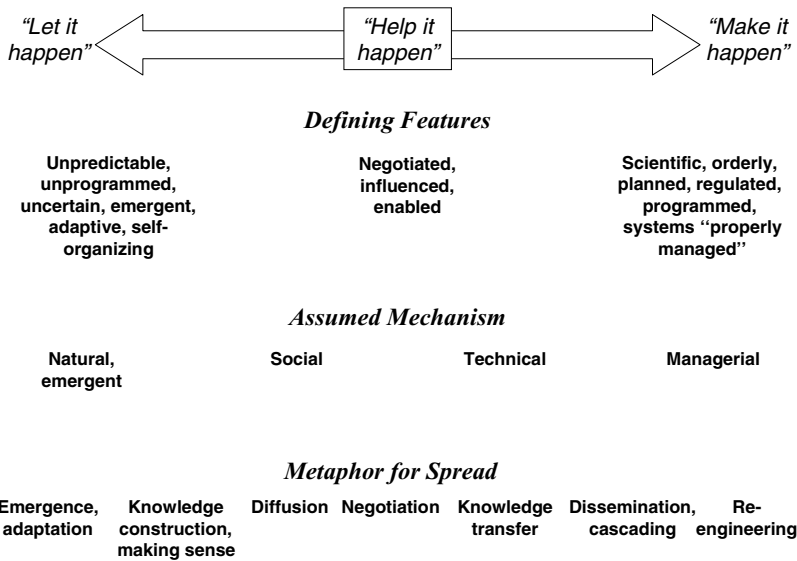 “Let it
happen”
“Help it
happen”
“Make it
happen”
Defining Features
Unpredictable,
unprogrammed,
uncertain, emergent,
adaptive, self-
organizing
Negotiated,
influenced,
enabled
Scientific, orderly,
planned, regulated,
programmed,
systems ‘‘properly
managed’’
Assumed Mechanism
Natural,
emergent
Social
Technical
Managerial
Metaphor for Spread
Emergence,
adaptation
Knowledge
construction,
making sense
Diffusion
Negotiation
Knowledge
transfer
Dissemination,
cascading
Re-
engineering